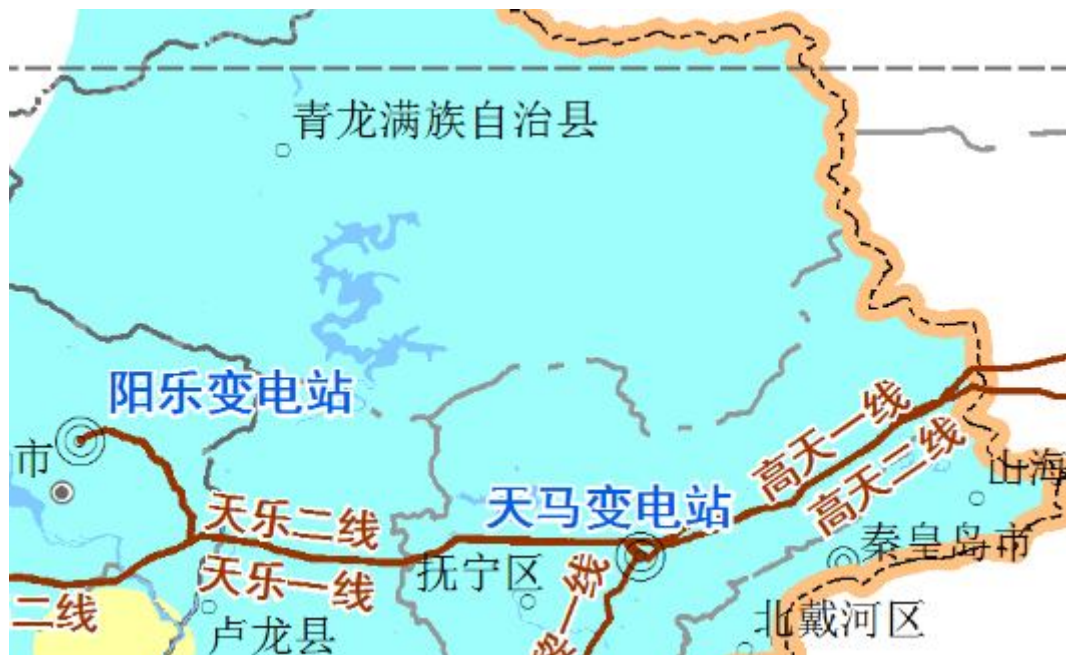 青龙满族自治县
阳乐变电站
市
高天一线
高天二线
山海
天马变电站
天乐二线
秦皇岛市
天乐一线
抚宁区
一线
二线
卢龙县
北戴河区